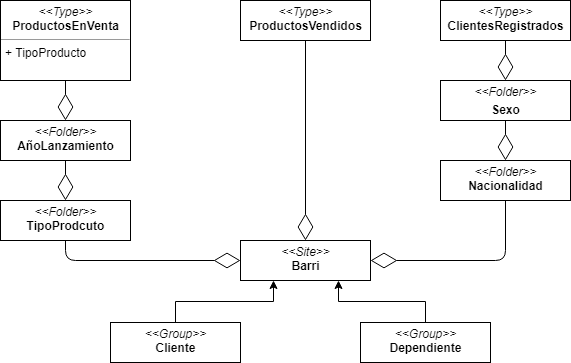 <<Type>>
ProductosEnVenta
+ TipoProducto
<<Type>>
ProductosVendidos
<<Type>>
ClientesRegistrados
<<Folder>>
Sexo
<<Folder>>
AñoLanzamiento
<<Folder>>
Nacionalidad
<<Folder>>
TipoProdcuto
<<Site>>
Barri
<<Group>>
Cliente
<<Group>>
Dependiente